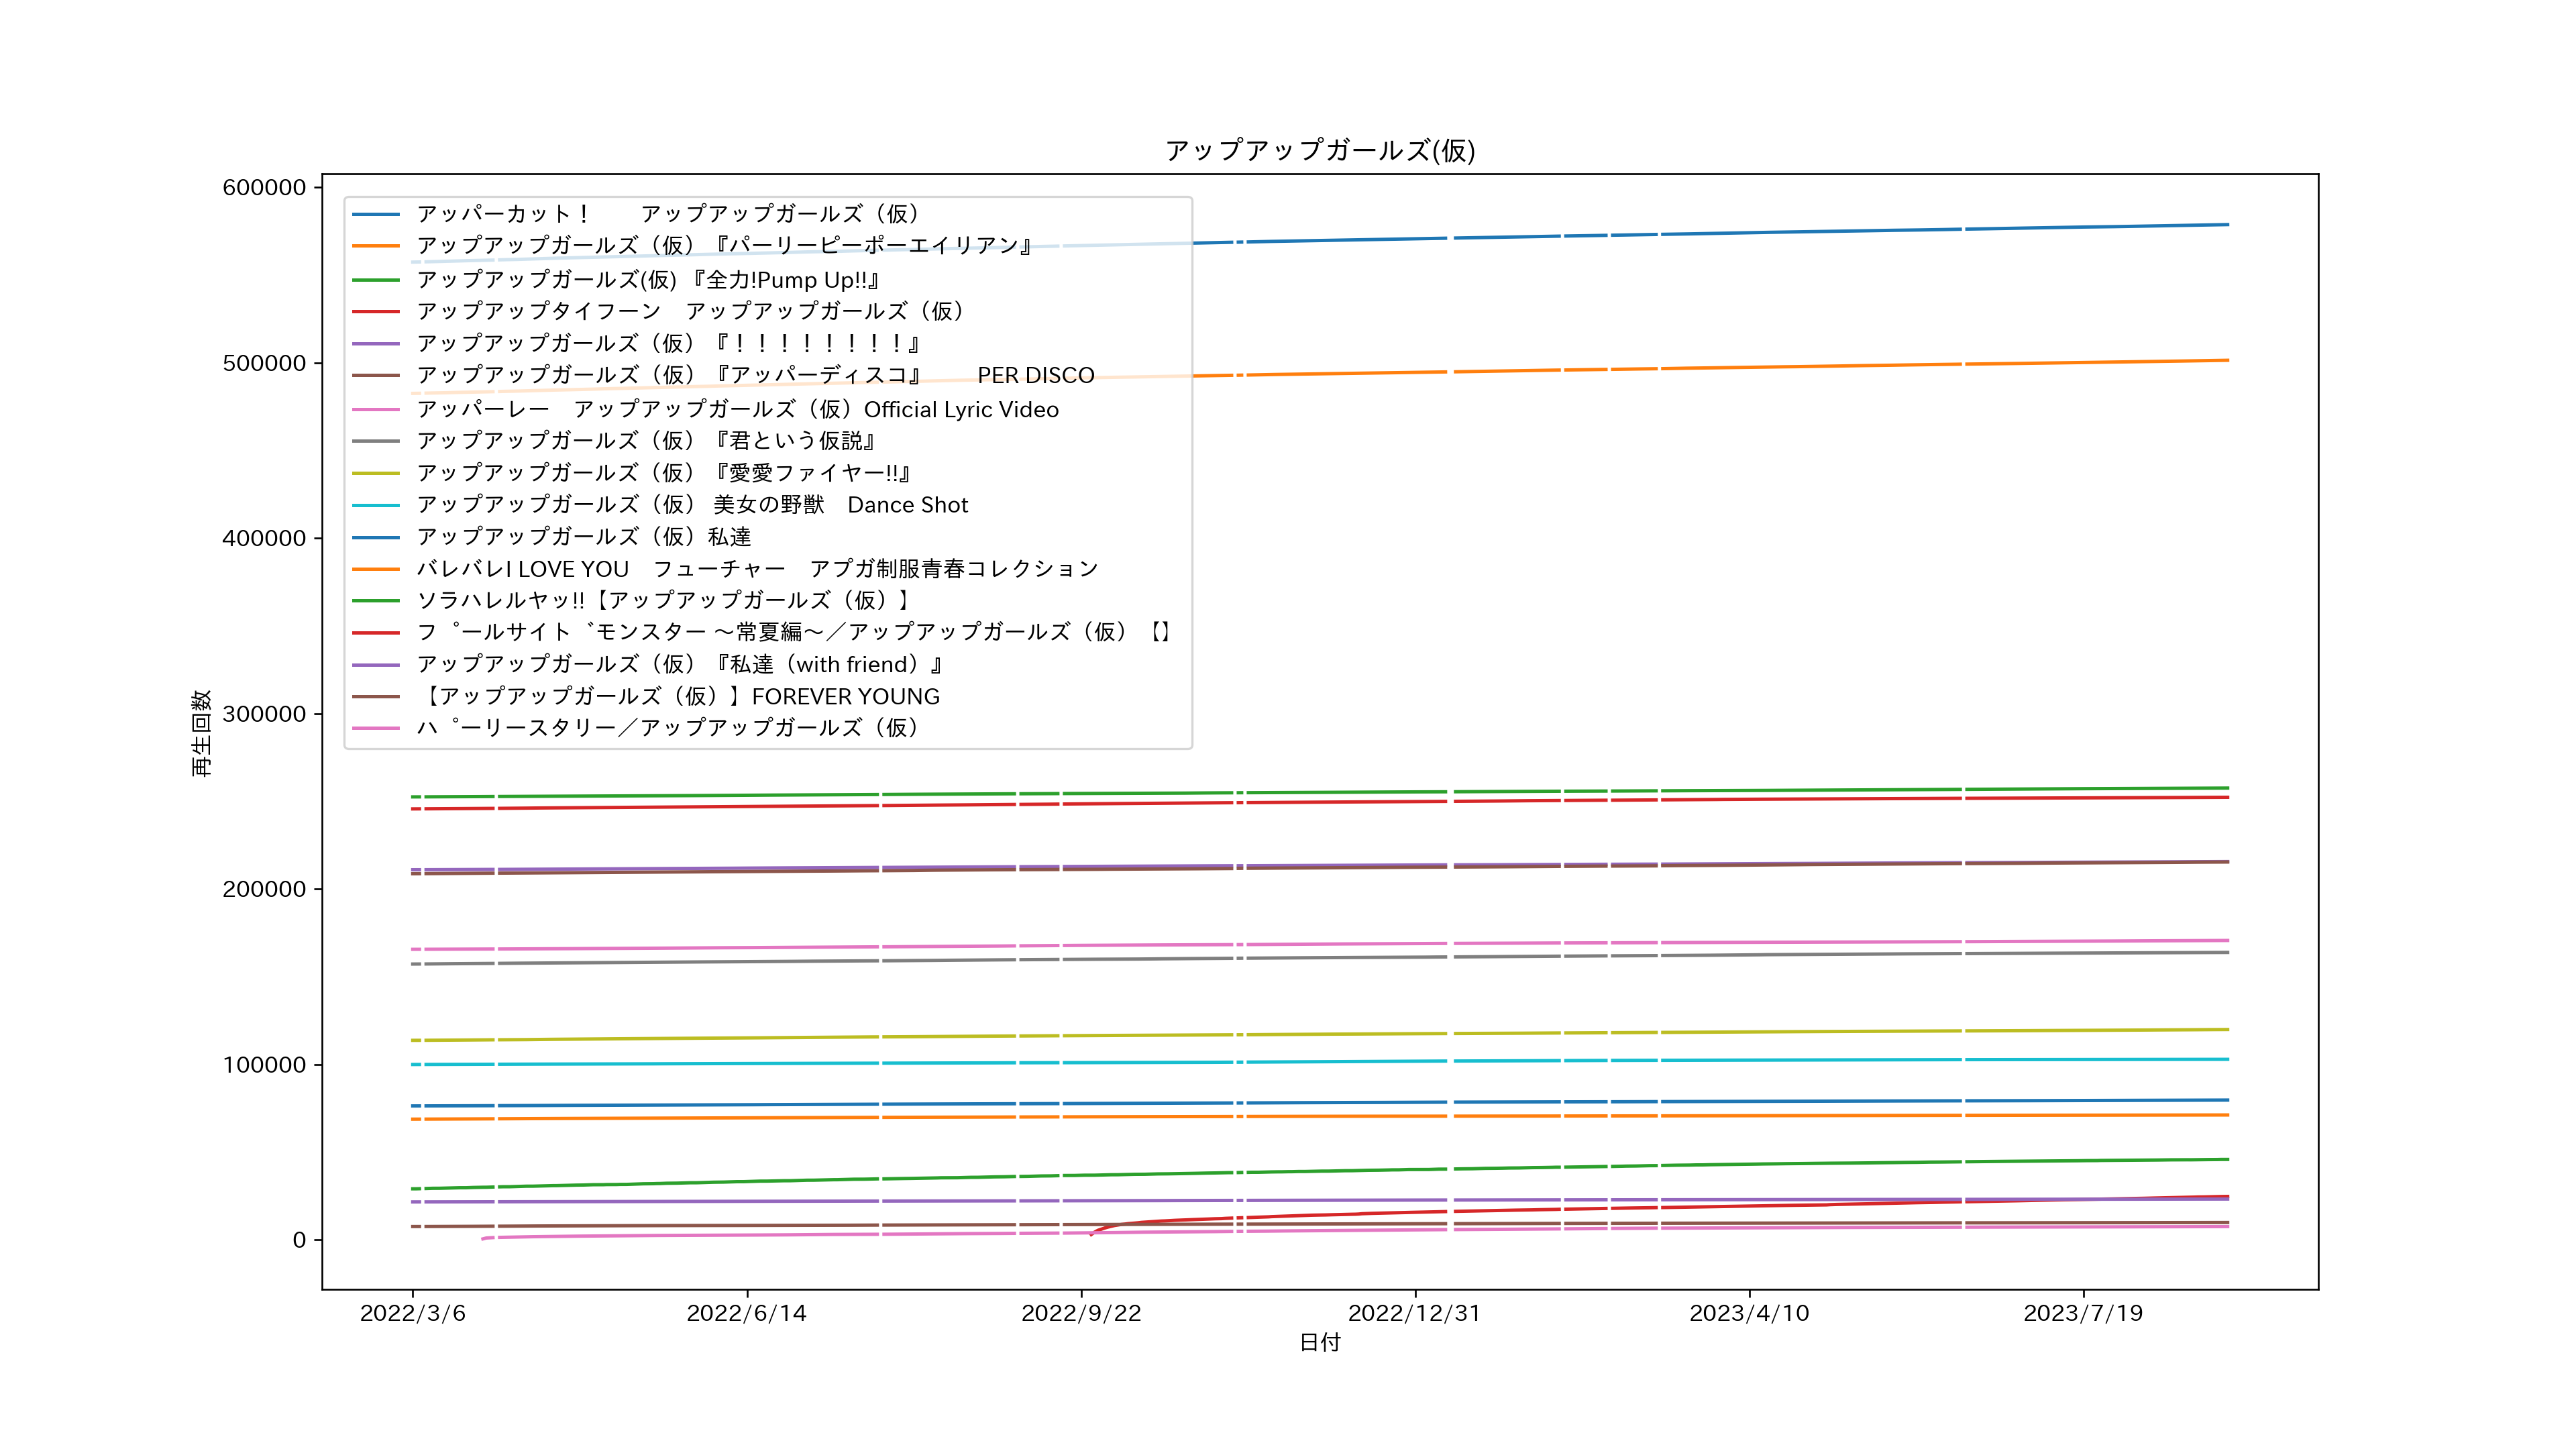 アップアップガールズ(仮)
600000
500000
400000
300000
200000
100000
0
再生回数
アッパーカット！　　アップアップガールズ（仮）
アップアップガールズ（仮）『パーリーピーポーエイリアン』
アップアップガールズ(仮) 『全力!Pump Up!!』
アップアップタイフーン　アップアップガールズ（仮）
アップアップガールズ（仮）『！！！！！！！！』
アップアップガールズ（仮）『アッパーディスコ』　　PER DISCO
アッパーレー　アップアップガールズ（仮）Official Lyric Video
アップアップガールズ（仮）『君という仮説』
アップアップガールズ（仮）『愛愛ファイヤー!!』
アップアップガールズ（仮） 美女の野獣　Dance Shot
アップアップガールズ（仮）私達
バレバレI LOVE YOU　フューチャー　アプガ制服青春コレクション
ソラハレルヤッ!!【アップアップガールズ（仮）】
フ゜ールサイト゛モンスター ～常夏編～／アップアップガールズ（仮）【】
アップアップガールズ（仮）『私達（with friend）』
【アップアップガールズ（仮）】FOREVER YOUNG
ハ゜ーリースタリー／アップアップガールズ（仮）
2022/3/6
2022/6/14
2022/9/22
2022/12/31
2023/4/10
2023/7/19
日付